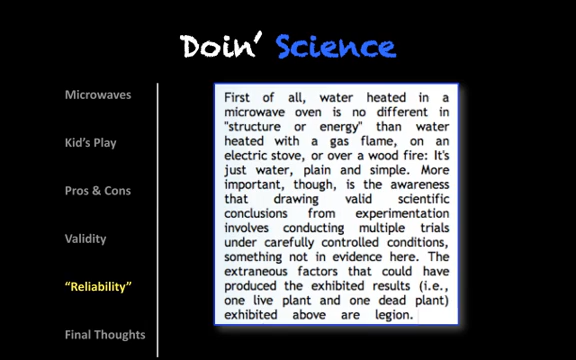 Doin’ Science
Microwaves
Kid’s Play
Pros & Cons
Validity
“Reliability”
Final Thoughts
First of all, water heated in a
microwave oven is no different in
"structure or energy" than water
heated with a gas flame, on an
electric stove, or over a wood fire: It's
just water, plain and simple. More
important, though, is the awareness
that drawing valid scientific
conclusions from experimentation
involves conducting multiple trials
under carefully controlled conditions,
something not in evidence here. The
extraneous factors that could have
produced the exhibited results (i.e.,
one live plant and one dead plant)
exhibited above are legion.